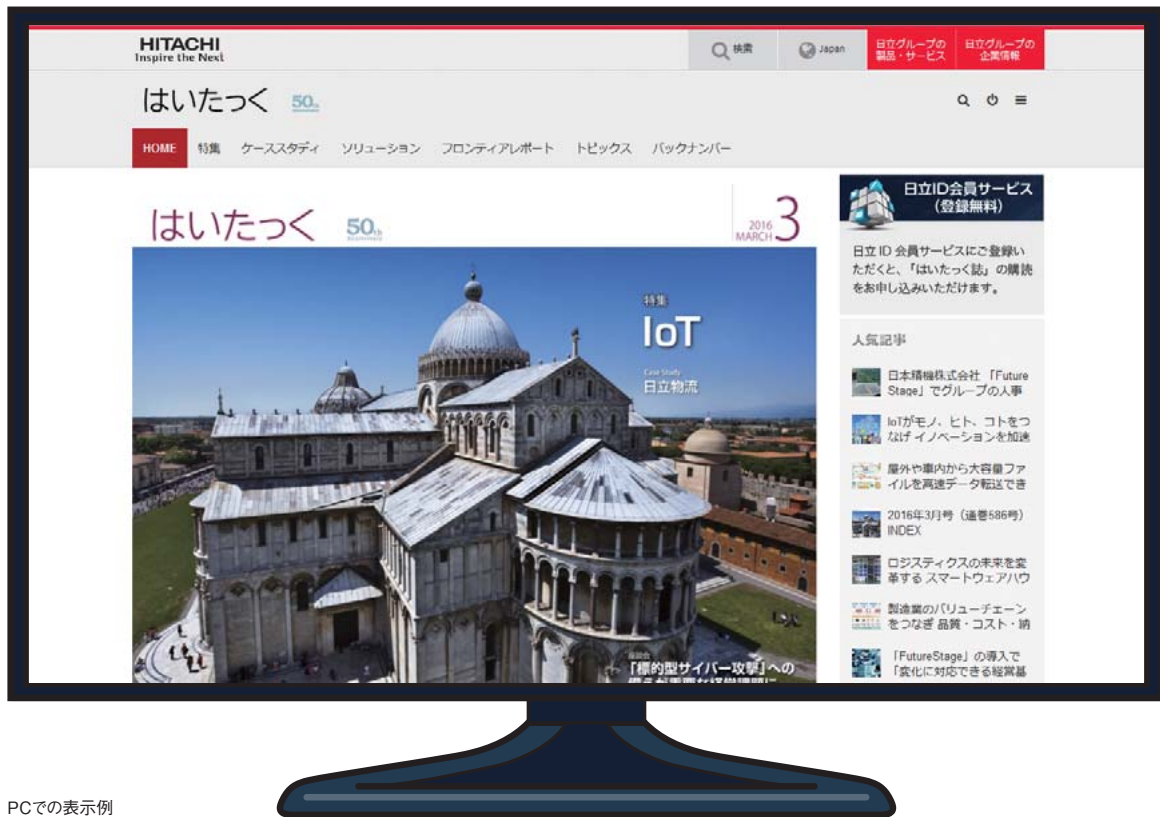 HITACHI
Inspire the Next
検索
Japan
日立グループの
製品・サービス
日立グループの
企業情報
はいたっく 50th
HOME 特集 ケーススタディ ソリューション フロンティアレポート トピックス バックナンバー
はいたっく 50th
2016
MARCH 3
特集
IoT
Case Study
日立物流
座談会
「標的型サイバー攻撃」への
備えが重要な経営課題に
日立ID会員サービス
(登録無料)
日立 ID 会員サービスにご登録い
ただくと、「はいたっく誌」の購読
をお申し込みいただけます。
人気記事
日本精機株式会社 「Future
Stage」でグループの人事
IoTがモノ、ヒト、コトをつ
なげ イノベーションを加速
屋外や車内から大容量ファ
イルを高速データ転送でき
2016年3月号（通巻586号）
INDEX
ロジスティクスの未来を変
革する スマートウェアハウ
製造業のバリューチェーン
をつなぎ 品質・コスト・納
「FutureStage」の導入で
「変化に対応できる経営基
PCでの表示例